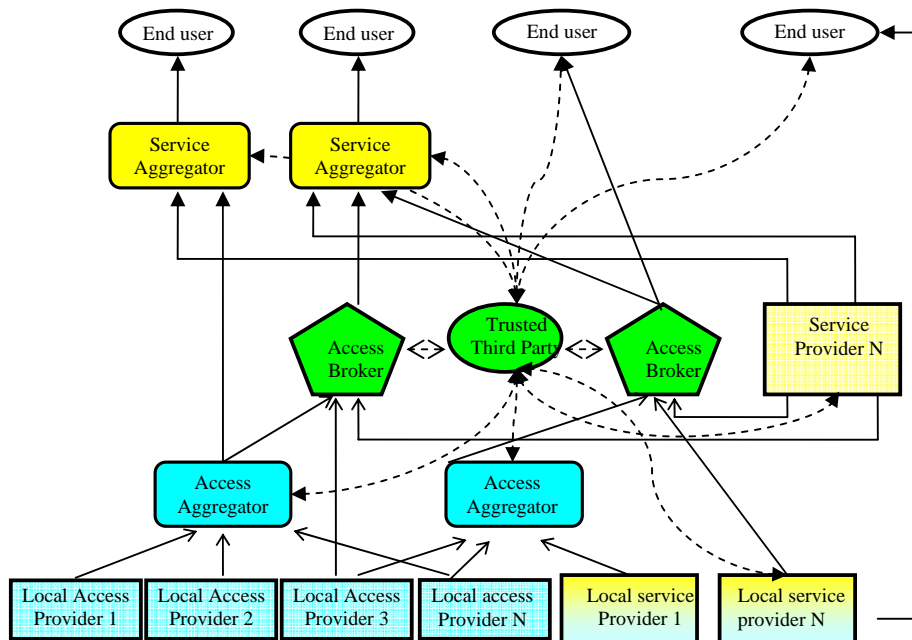 End user
End user
End user
End user
Service
Aggregator
Service
Aggregator
Access
Broker
Trusted
Third Party
Access
Broker
Service
Provider N
Access
Aggregator
Access
Aggregator
Local Access
Provider 1
Local Access
Provider 2
Local Access
Provider 3
Local access
Provider N
Local service
Provider 1
Local service
provider N